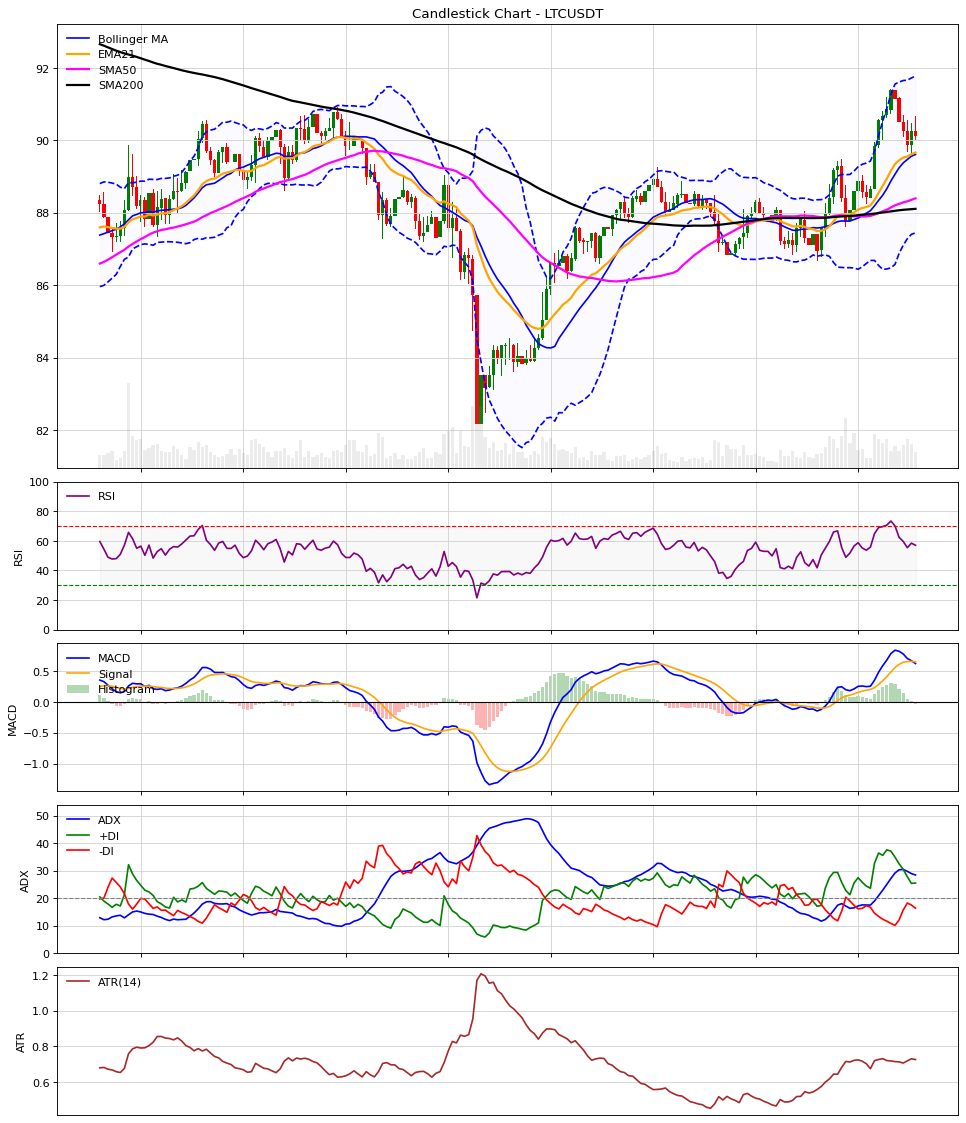 Candlestick Chart - LTCUSDT
Bollinger MA
EMA21
SMA50
SMA200
92
90
88
86
84
82
RSI
100
80
60
40
20
0
RSI
MACD
Signal
Histogram
0.5
0.0
−0.5
−1.0
MACD
ADX
+DI
-DI
50
40
30
20
10
0
ADX
ATR(14)
1.2
1.0
0.8
0.6
ATR